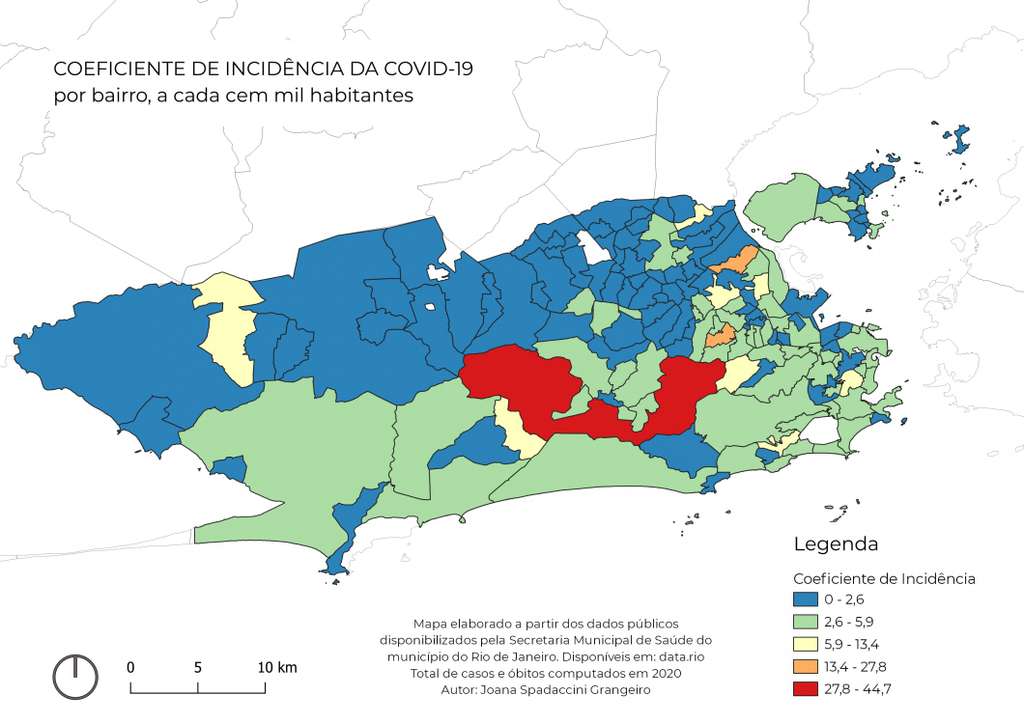 COEFICIENTE DE INCIDÊNCIA DA COVID-19
por bairro, a cada cem mil habitantes
Legenda
Coeficiente de Incidência
0 - 2,6
2,6 - 5,9
5,9 - 13,4
13,4 - 27,8
27,8 - 44,7
Mapa elaborado a partir dos dados públicos
disponibilizados pela Secretaria Municipal de Saúde do
município do Rio de Janeiro. Disponíveis em: data.rio
Total de casos e óbitos computados em 2020
Autor: Joana Spadaccini Grangeiro
0 5 10 km